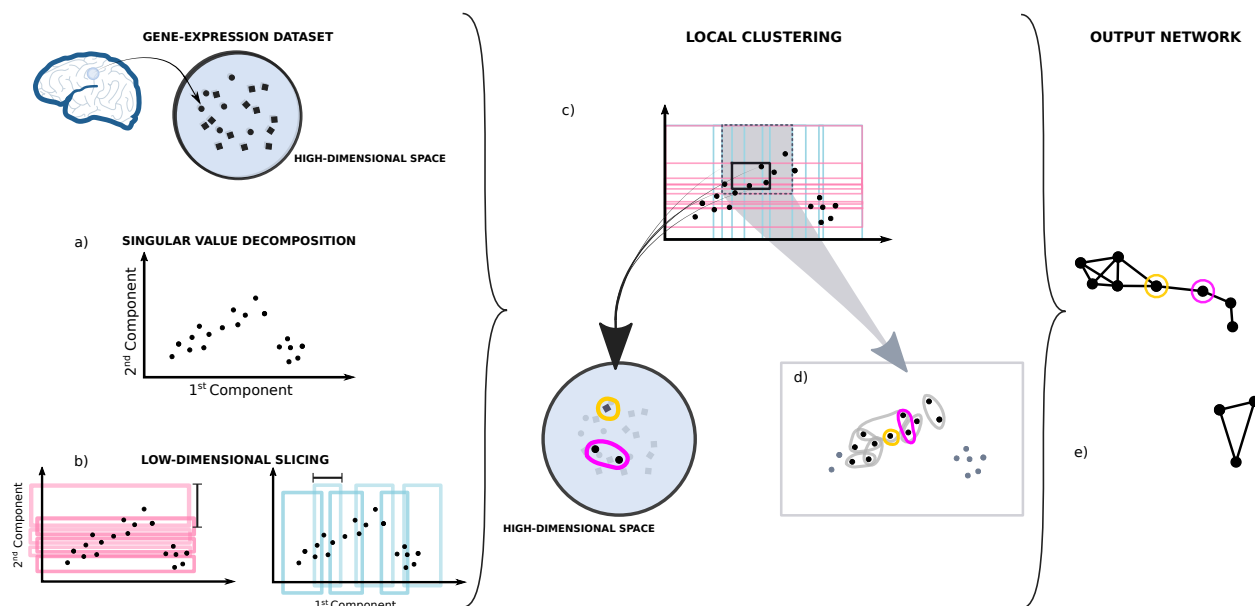 GENE-EXPRESSION DATASET
HIGH-DIMENSIONAL SPACE
a)
SINGULAR VALUE DECOMPOSITION
2nd Component
1st Component
b)
LOW-DIMENSIONAL SLICING
2nd Component
1st Component
LOCAL CLUSTERING
c)
HIGH-DIMENSIONAL SPACE
d)
OUTPUT NETWORK
e)